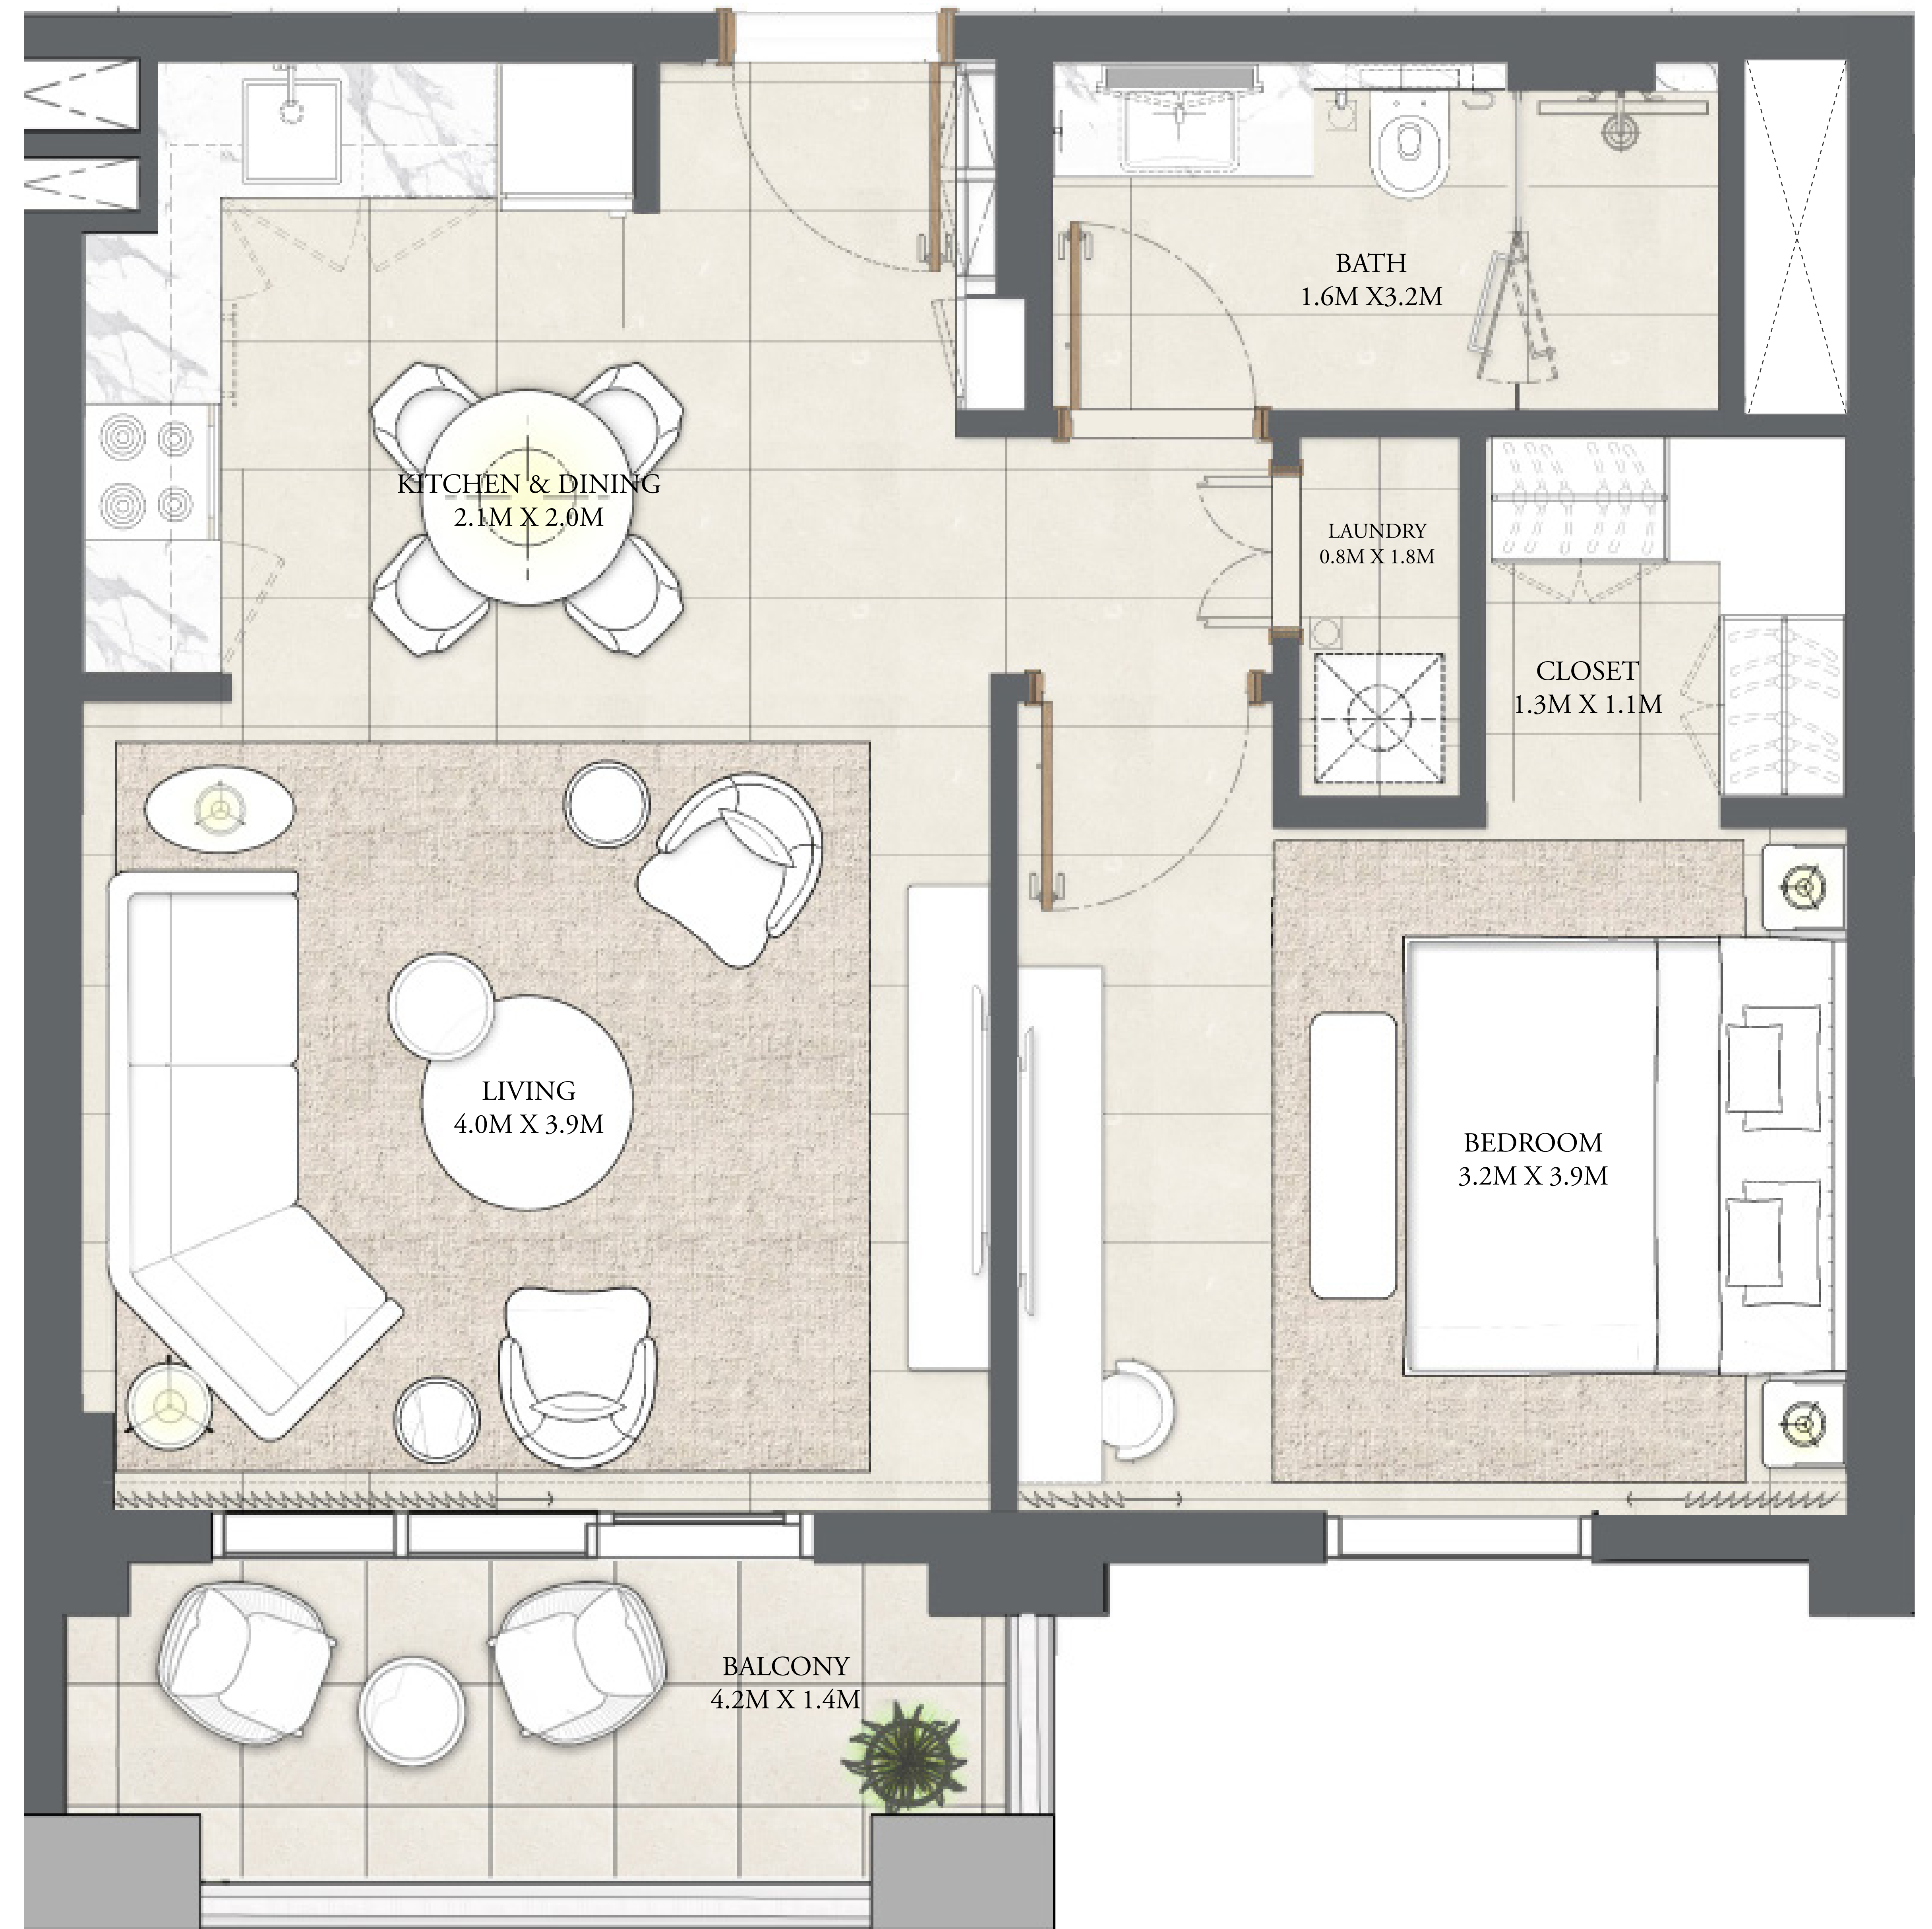 BATH
1.6M X3.2M
KITCHEN & DINING
2.1M X 2.0M
LAUNDRY
0.8M X 1.8M
CLOSET
1.3M X 1.1M
LIVING
4.0M X 3.9M
BEDROOM
3.2M X 3.9M
BALCONY
4.2M X 1.4M